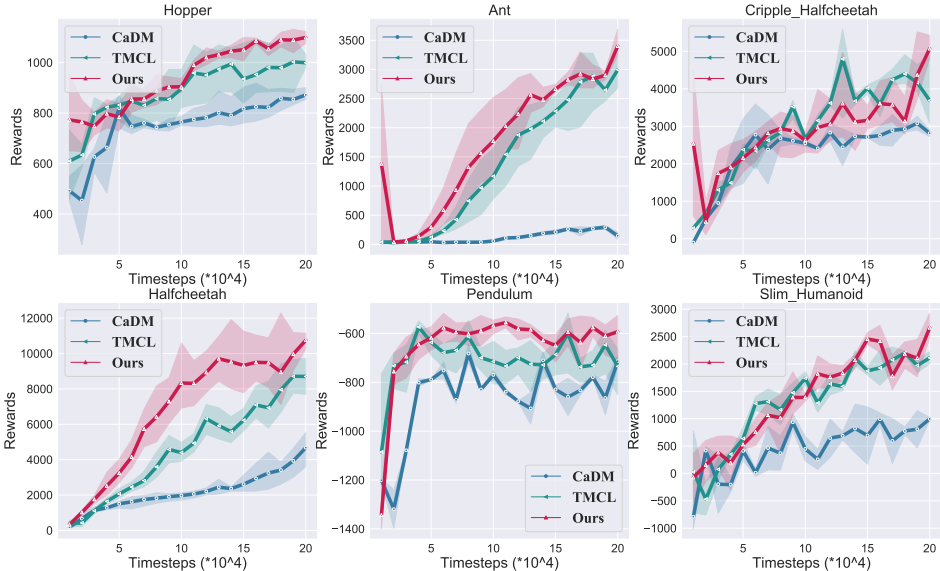 Hopper
CaDM
TMCL
Ours
1000
800
600
400
Rewards
5
10
15
20
Timesteps (*10^4)
Ant
CaDM
TMCL
Ours
3500
3000
2500
2000
1500
1000
500
0
Rewards
5
10
15
20
Timesteps (*10^4)
Cripple_Halfcheetah
CaDM
TMCL
Ours
5000
4000
3000
2000
1000
0
Rewards
5
10
15
20
Timesteps (*10^4)
Halfcheetah
CaDM
TMCL
Ours
12000
10000
8000
6000
4000
2000
0
Rewards
5
10
15
20
Timesteps (*10^4)
Pendulum
−600
−800
−1000
−1200
−1400
Rewards
CaDM
TMCL
Ours
5
10
15
20
Timesteps (*10^4)
Slim_Humanoid
CaDM
TMCL
Ours
3000
2500
2000
1500
1000
500
0
−500
−1000
Rewards
5
10
15
20
Timesteps (*10^4)